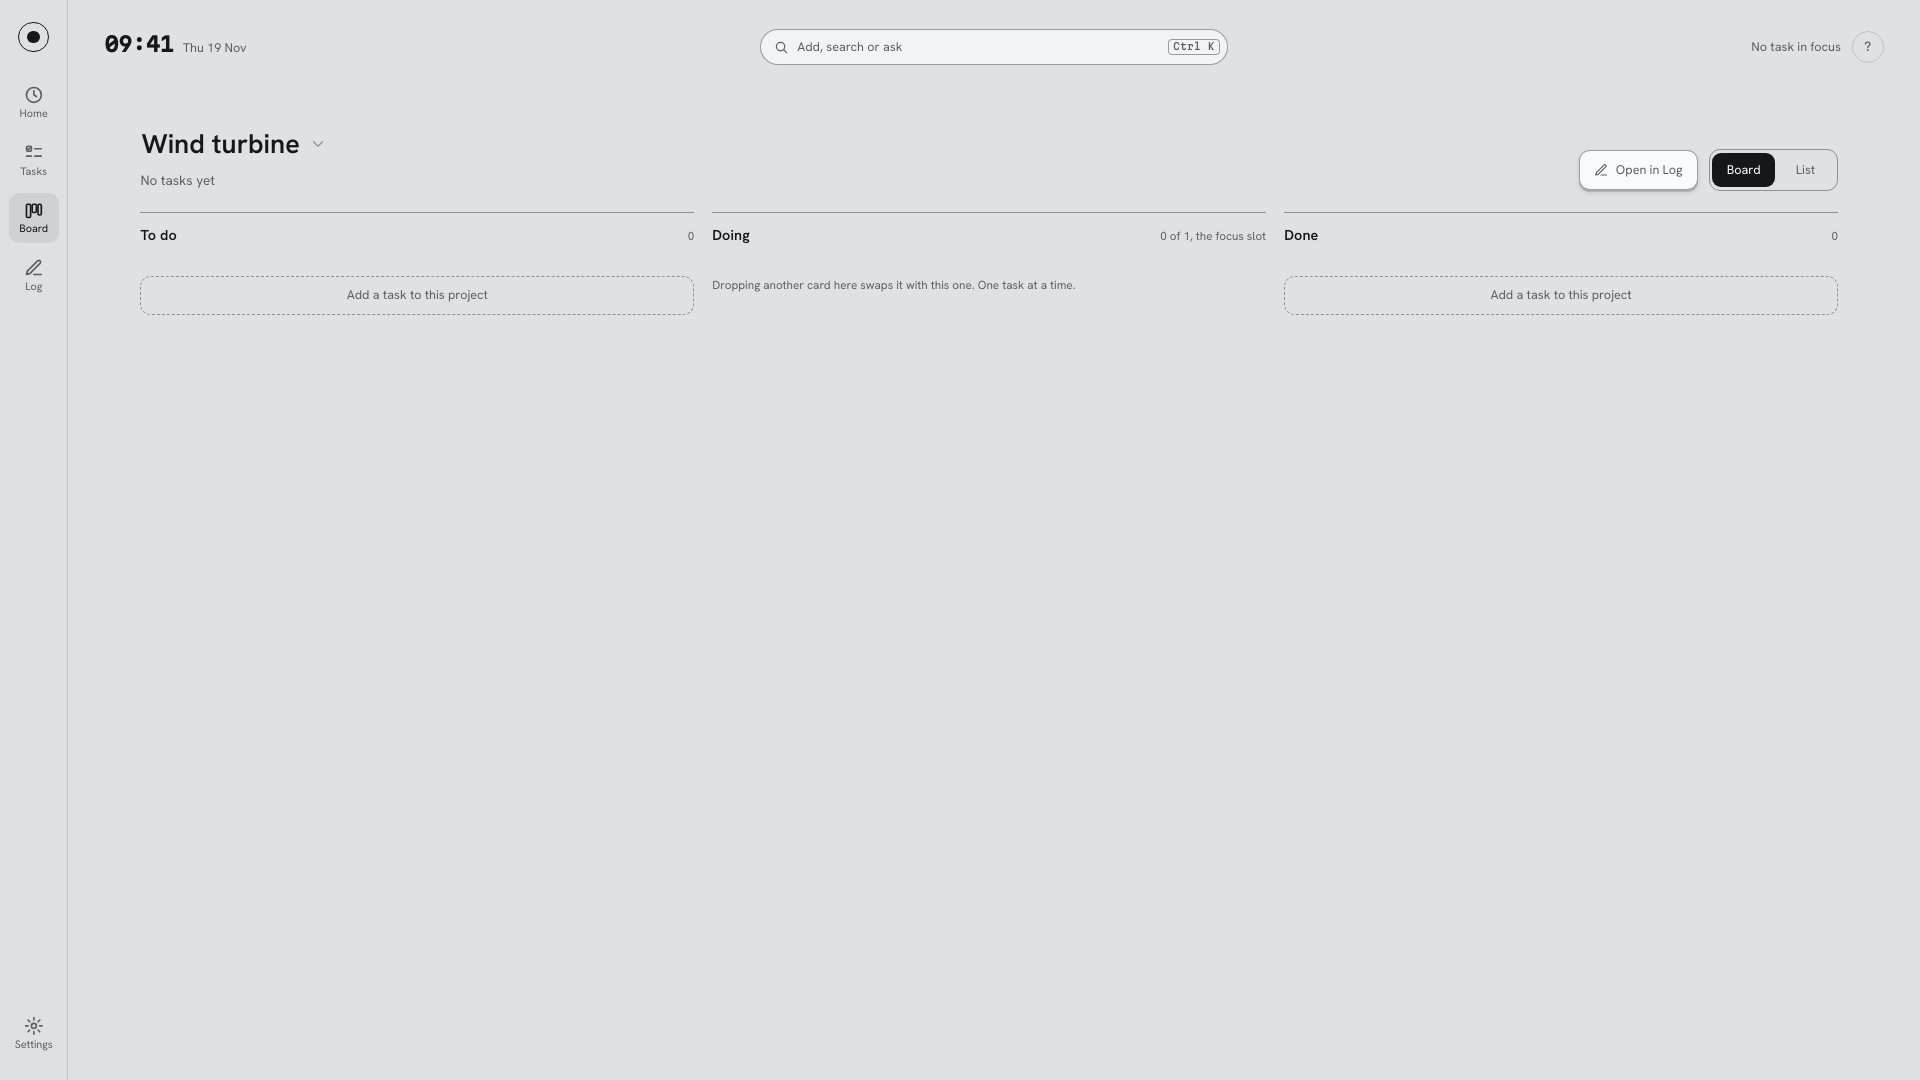 09:41 Thu 19 Nov
Add, search or ask
Ctrl K
No task in focus
?
Home
Tasks
Board
Log
Settings
Wind turbine
No tasks yet
Open in Log
Board
List
To do
0
Doing
0 of 1, the focus slot
Done
0
Add a task to this project
Dropping another card here swaps it with this one. One task at a time.
Add a task to this project